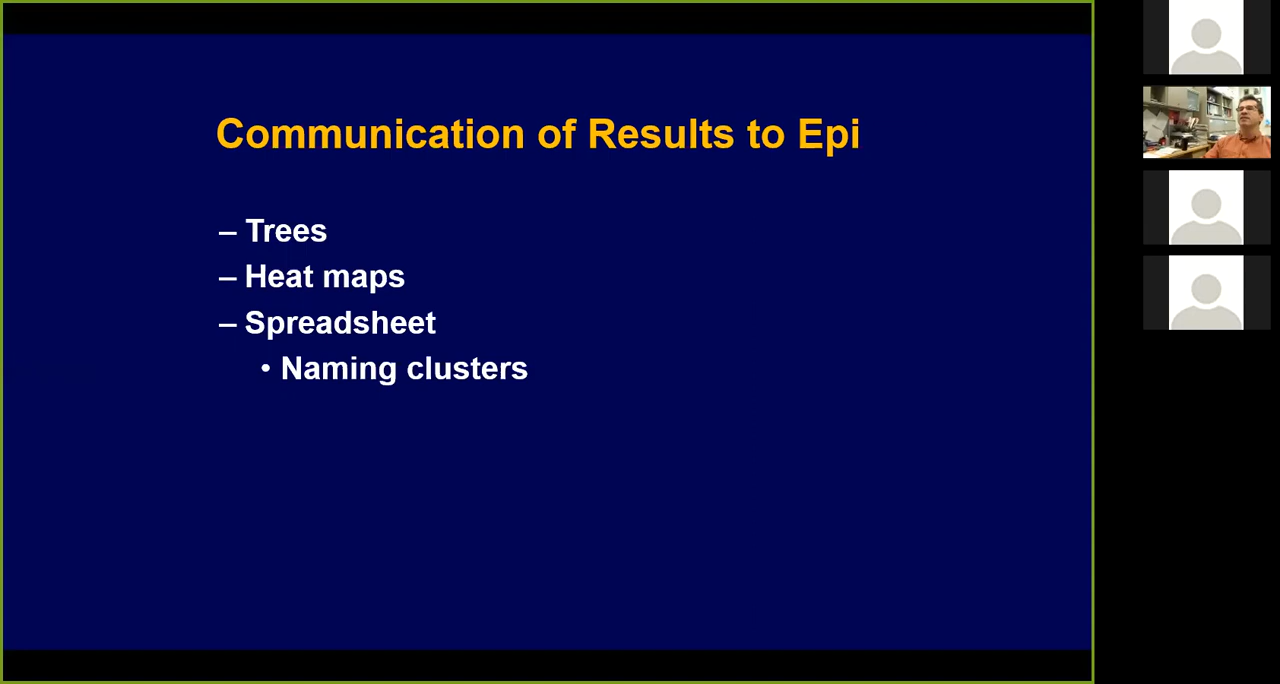 Communication of Results to Epi
– Trees
– Heat maps
– Spreadsheet
• Naming clusters